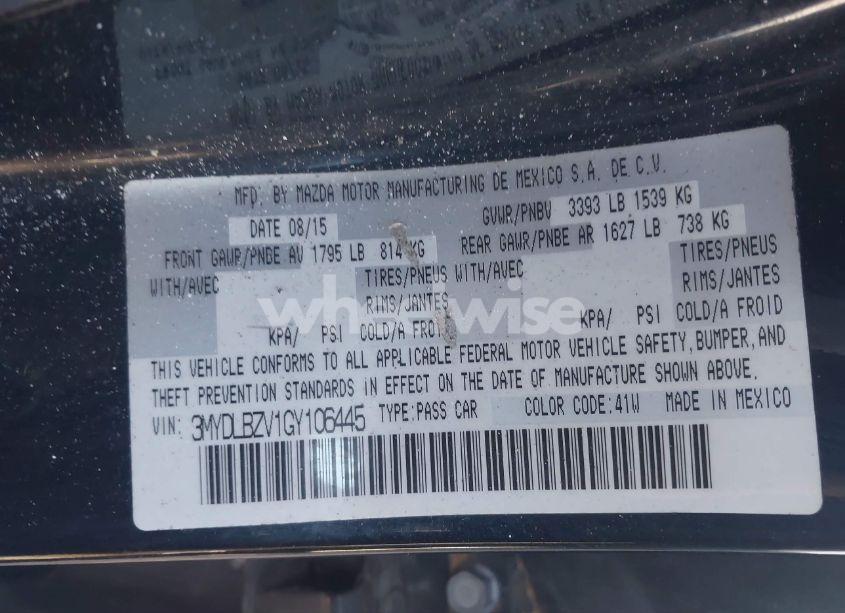 MFD. BY MAZDA MOTOR MANUFACTURING DE MEXICO S.A. DE C.V.
DATE 08/15 GVWR/PNBV 3393 LB 1539 KG
FRONT GAWR/PNBE AV 1795 LB 814 KG REAR GAWR/PNBE AR 1627 LB 738 KG
WITH/AVEC TIRES/PNEUS WITH/AVEC TIRES/PNEUS
RIMS/JANTES RIMS/JANTES
KPA/ PSI COLD/A FROID KPA/ PSI COLD/A FROID
wheelwise
THIS VEHICLE CONFORMS TO ALL APPLICABLE FEDERAL MOTOR VEHICLE SAFETY, BUMPER, AND
THEFT PREVENTION STANDARDS IN EFFECT ON THE DATE OF MANUFACTURE SHOWN ABOVE.
VIN: 3MYDLBZV1GY106445 TYPE:PASS CAR COLOR CODE:41W MADE IN MEXICO